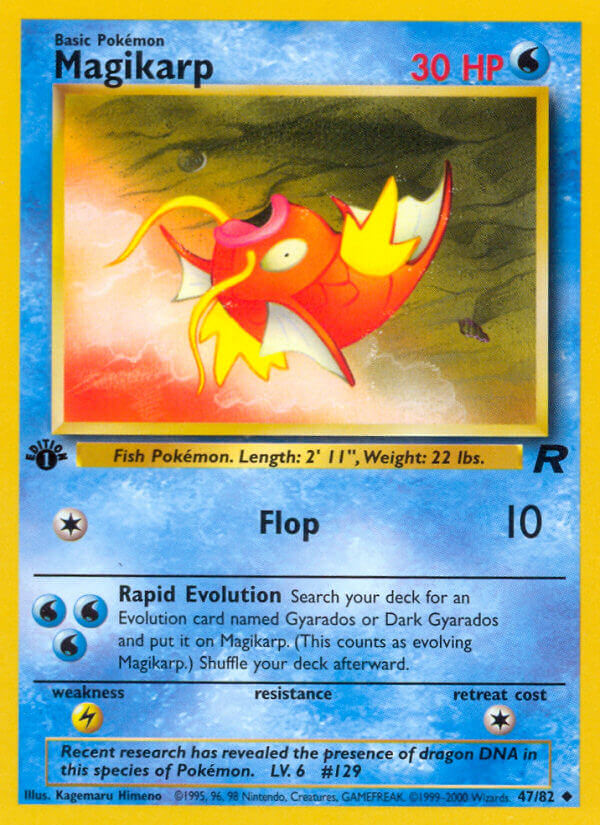 Basic Pokémon
Magikarp 30 HP
EDITION
1
Fish Pokémon. Length: 2' 11", Weight: 22 lbs.
R
Flop 10
Rapid Evolution Search your deck for an
Evolution card named Gyarados or Dark Gyarados
and put it on Magikarp. (This counts as evolving
Magikarp.) Shuffle your deck afterward.
weakness resistance retreat cost
Recent research has revealed the presence of dragon DNA in
this species of Pokémon. LV. 6 #129
Illus. Kagemaru Himeno ©1995, 96, 98 Nintendo, Creatures, GAMEFREAK. ©1999-2000 Wizards. 47/82